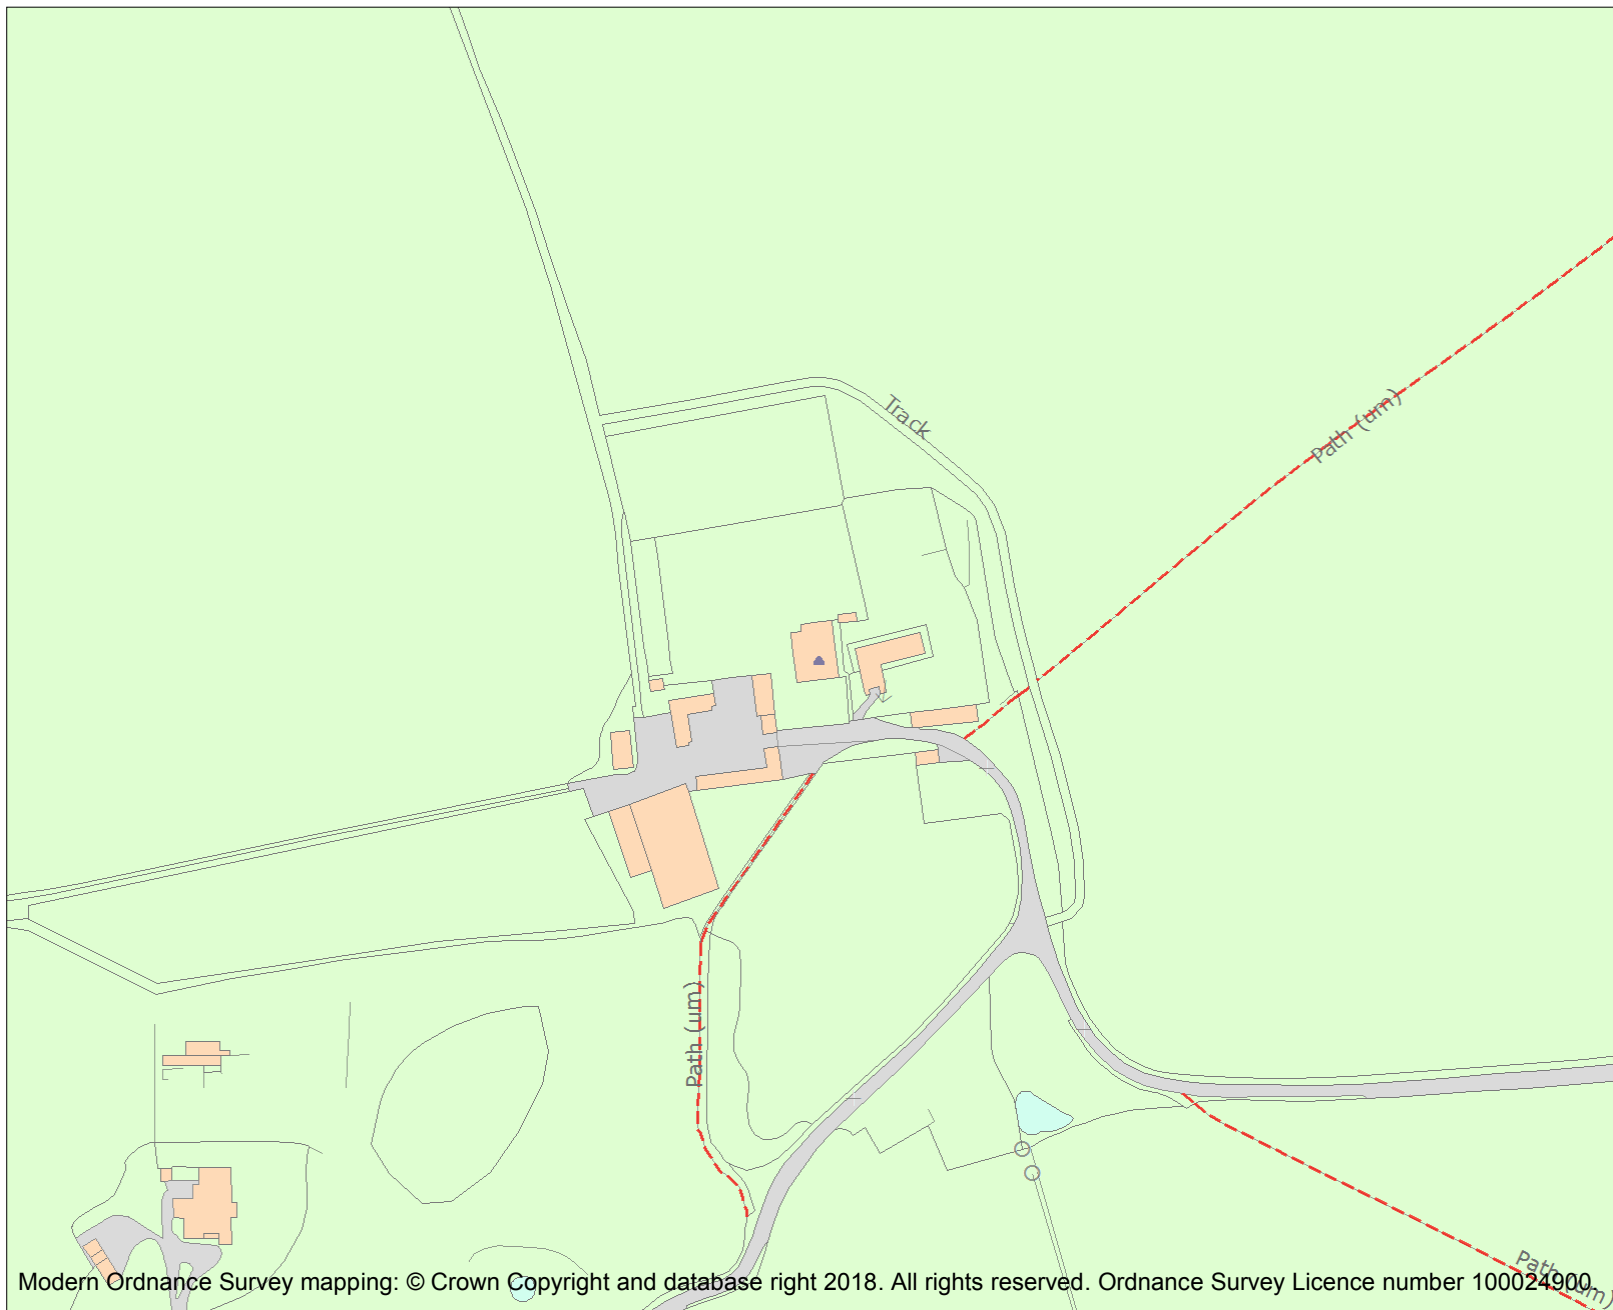 Track
Path (um)
Path (um)
Path (um)
Modern Ordnance Survey mapping: © Crown Copyright and database right 2018. All rights reserved. Ordnance Survey Licence number 100024900.